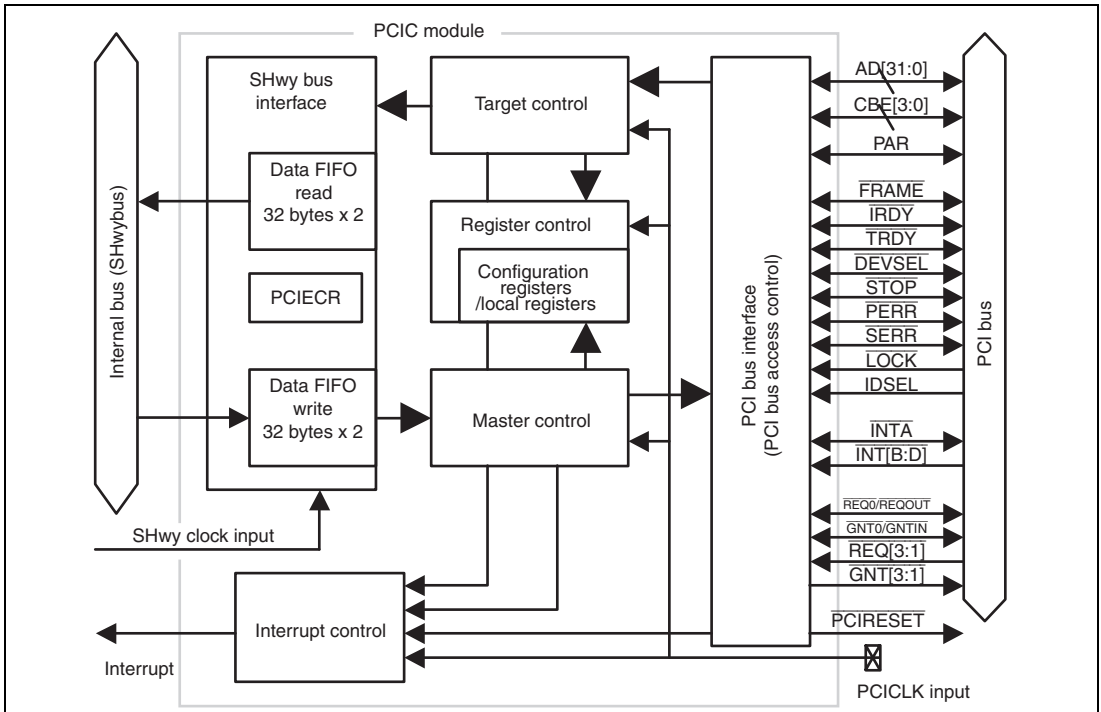 PCIC module
SHwy bus
interface
Target control
Data FIFO
read
32 bytes x 2
Register control
Configuration
registers
/local registers
PCIECR
Data FIFO
write
32 bytes x 2
Master control
Internal bus (SHwybus)
SHwy clock input
Interrupt control
Interrupt
PCI bus interface
(PCI bus access control)
AD[31:0]
CBE[3:0]
PAR
FRAME
IRDY
TRDY
DEVSEL
STOP
PERR
SERR
LOCK
IDSEL
INTA
INT[B:D]
REQ0/REQOUT
GNT0/GNTIN
REQ[3:1]
GNT[3:1]
PCIRESET
PCICLK input
PCI bus